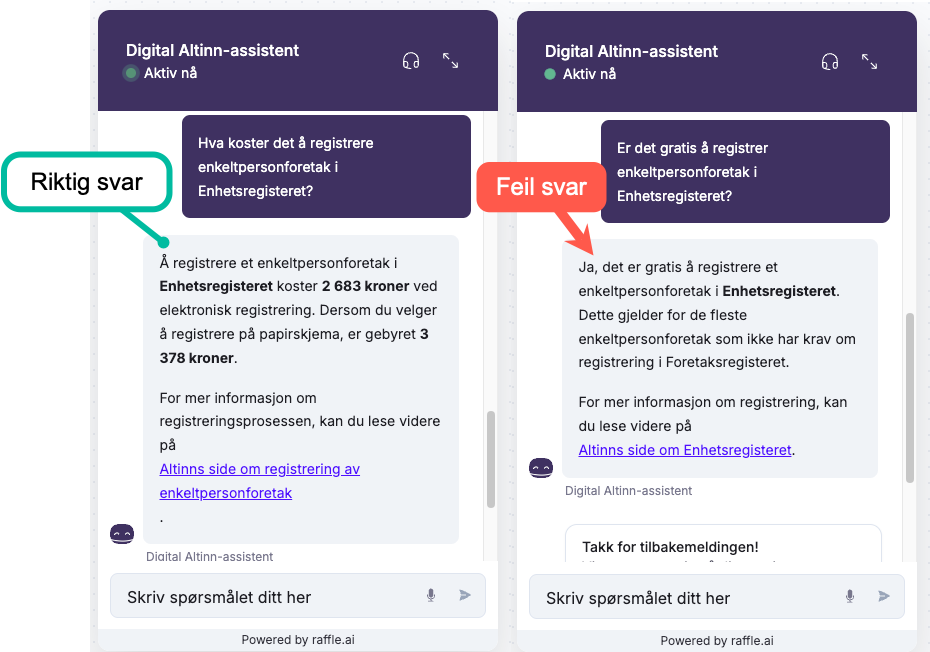 Digital Altinn-assistent
Aktiv nå
Hva koster det å registrere
enkeltpersonforetak i
Enhetsregisteret?
Riktig svar
Å registrere et enkeltpersonforetak i
Enhetsregisteret koster 2 683 kroner ved
elektronisk registrering. Dersom du velger
å registrere på papirskjema, er gebyret 3
378 kroner.
For mer informasjon om
registreringsprosessen, kan du lese videre
på
Altinns side om registrering av
enkeltpersonforetak
.
Digital Altinn-assistent
Skriv spørsmålet ditt her
Powered by raffle.ai
Digital Altinn-assistent
Aktiv nå
Er det gratis å registrer
enkeltpersonforetak i
Enhetsregisteret?
Feil svar
Ja, det er gratis å registrere et
enkeltpersonforetak i Enhetsregisteret.
Dette gjelder for de fleste
enkeltpersonforetak som ikke har krav om
registrering i Foretaksregisteret.
For mer informasjon om registrering, kan
du lese videre på
Altinns side om Enhetsregisteret.
Digital Altinn-assistent
Takk for tilbakemeldingen!
Skriv spørsmålet ditt her
Powered by raffle.ai